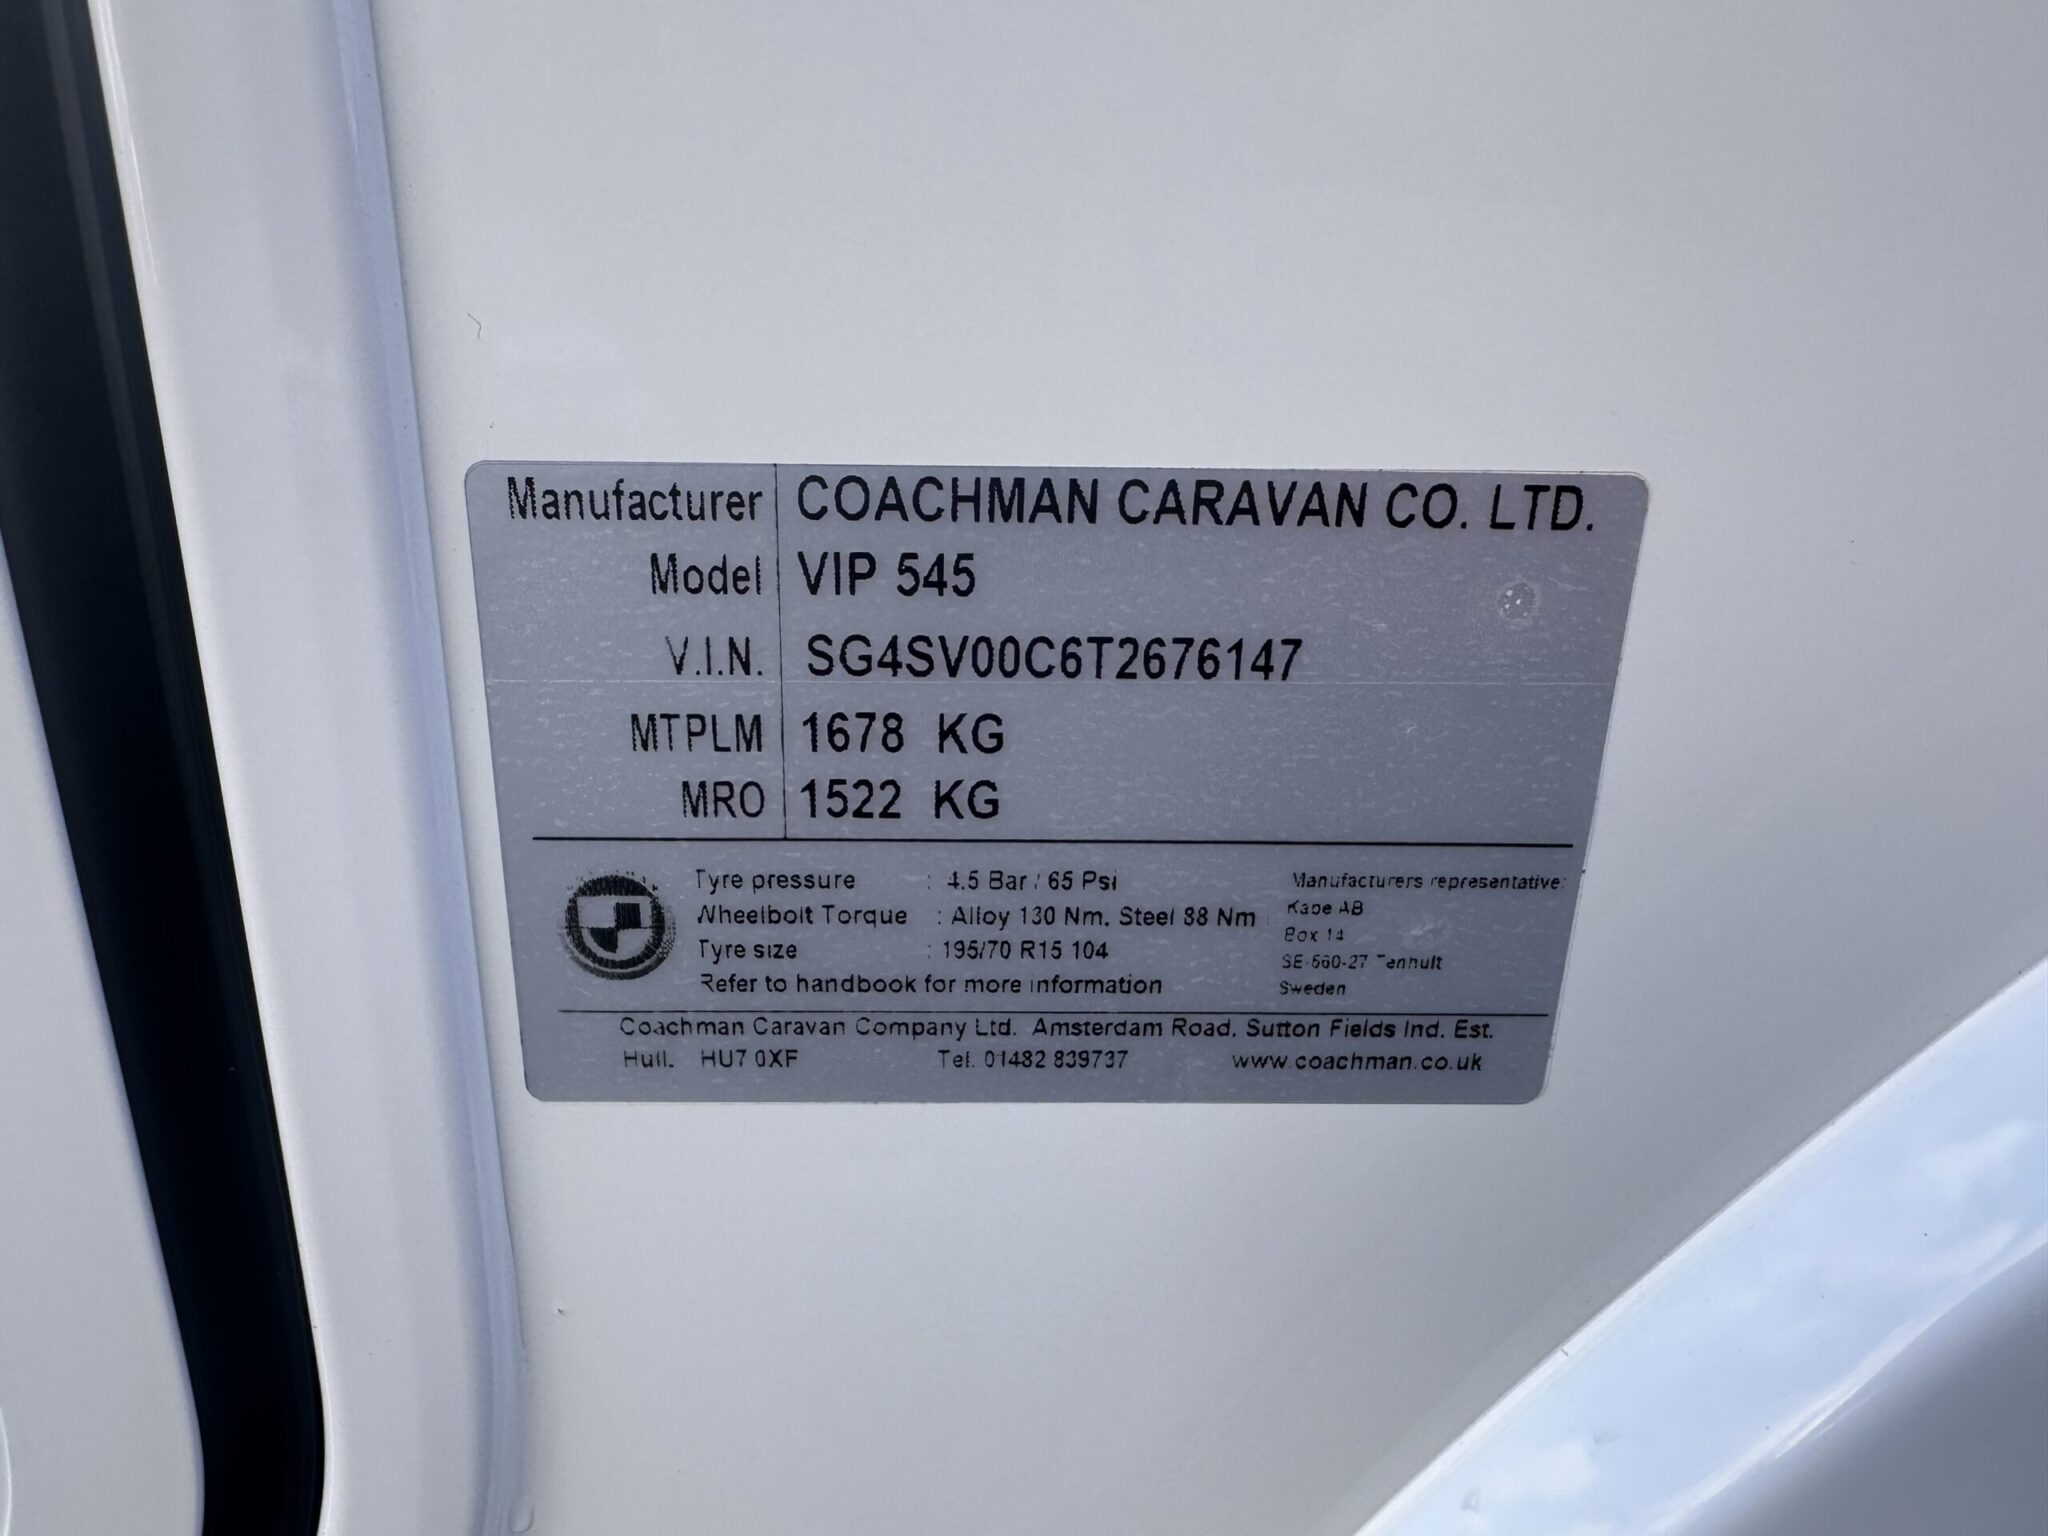 Manufacturer COACHMAN CARAVAN CO. LTD.
Model VIP 545
V.I.N. SG4SV00C6T2676147
MTPLM 1678 KG
MRO 1522 KG
Tyre pressure : 4.5 Bar / 65 Psi
Wheelbolt Torque : Alloy 130 Nm, Steel 88 Nm
Tyre size : 195/70 R15 104
Refer to handbook for more information
Manufacturers representative:
Kabe AB
Box 14
SE-560-27 Tenhult
Sweden
Coachman Caravan Company Ltd. Amsterdam Road, Sutton Fields Ind. Est.
Hull. HU7 0XF Tel. 01482 839737 www.coachman.co.uk